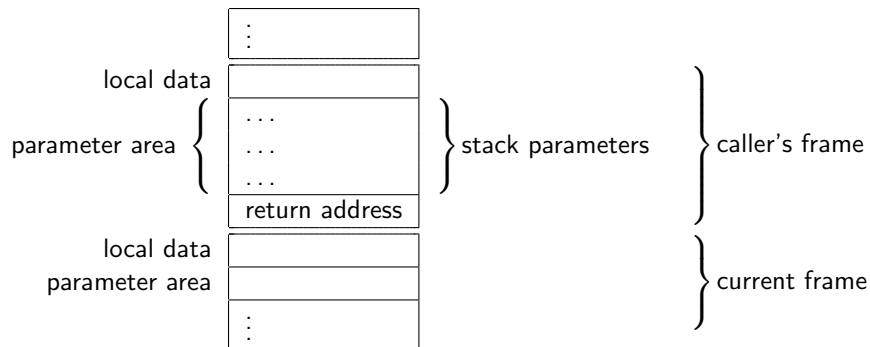 ⋮
local data
...
parameter area { ... } stack parameters } caller's frame
...
return address
local data
parameter area } current frame
⋮